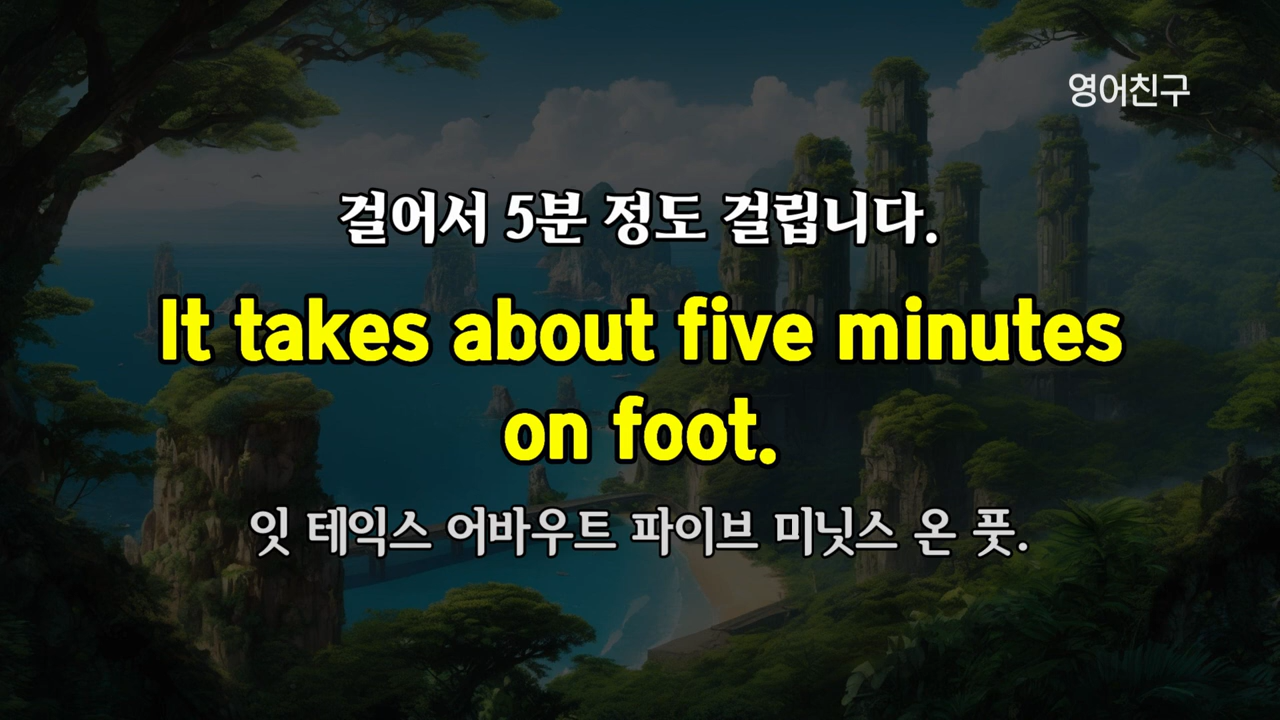 영어친구
걸어서 5분 정도 걸립니다.
It takes about five minutes
on foot.
잇 테익스 어바우트 파이브 미닛스 온 풋.